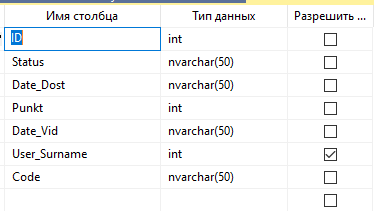 Имя столбца Тип данных Разрешить ...
ID int
Status nvarchar(50)
Date_Dost nvarchar(50)
Punkt int
Date_Vid nvarchar(50)
User_Surname int
Code nvarchar(50)